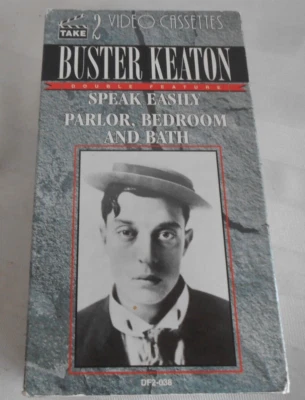 TAKE 2 VIDEO CASSETTES
BUSTER KEATON
DOUBLE FEATURE
SPEAK EASILY
PARLOR, BEDROOM
AND BATH
DF2-038